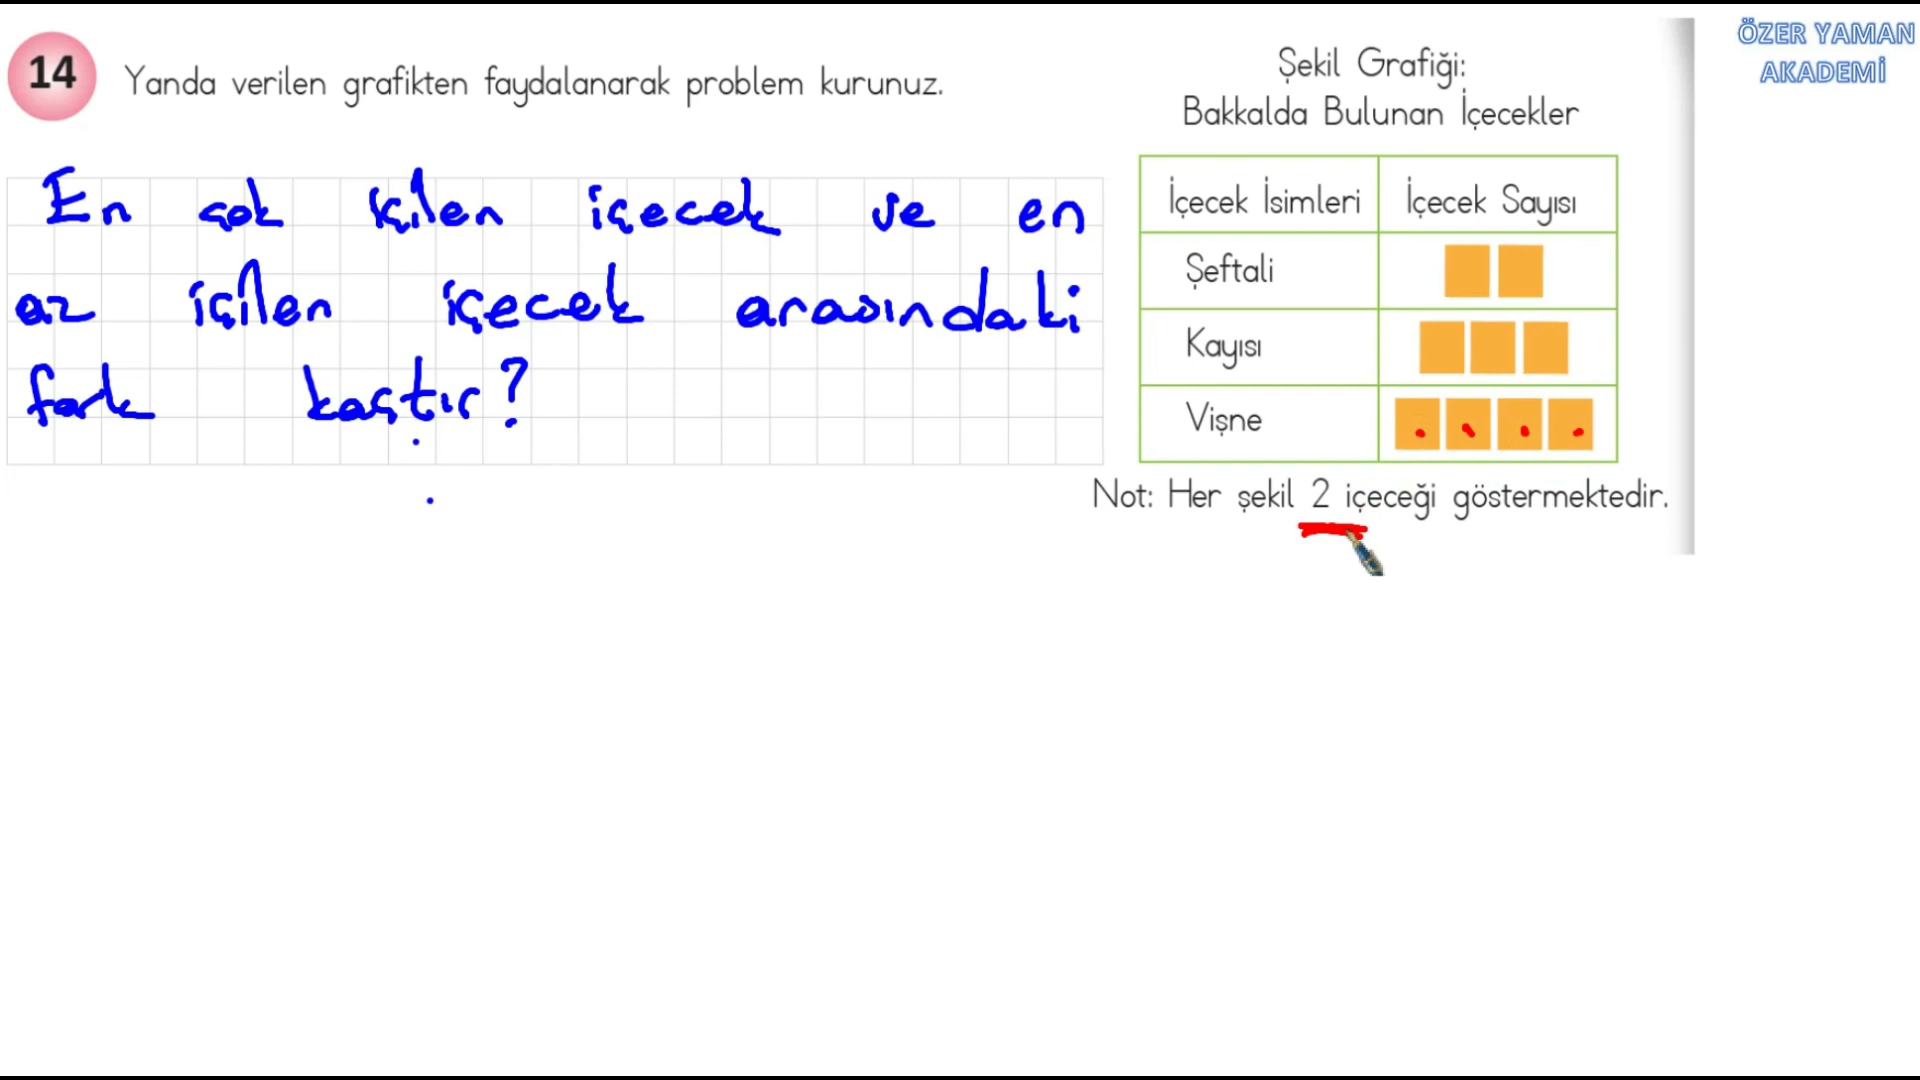 14
Yanda verilen grafikten faydalanarak problem kurunuz.
En çok içilen içecek ve en
az içilen içecek arasındaki
fark kaçtır?
Şekil Grafiği:
Bakkalda Bulunan İçecekler
İçecek İsimleri İçecek Sayısı
Şeftali
Kayısı
Vişne
Not: Her şekil 2 içeceği göstermektedir.
ÖZER YAMAN
AKADEMİ